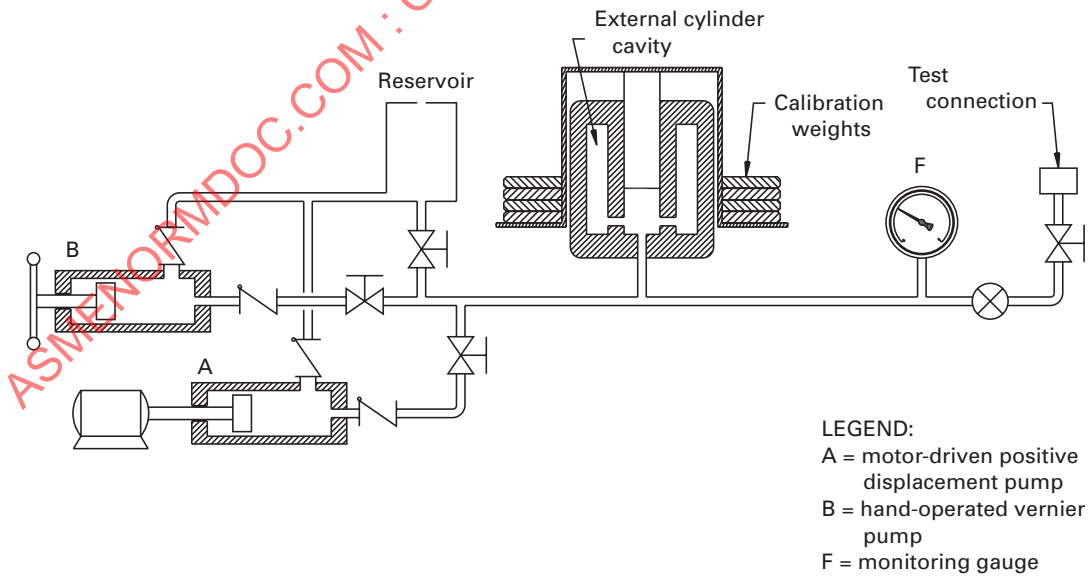 External cylinder
cavity
Reservoir
Test
connection
Calibration
weights
F
B
A
LEGEND:
A = motor-driven positive
displacement pump
B = hand-operated vernier
pump
F = monitoring gauge
ASMENORMDOC.COM : C